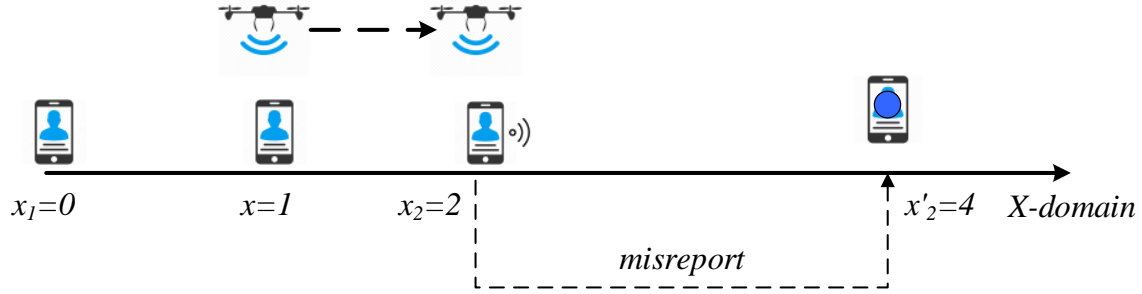 x₁=0
x=1
x₂=2
x'₂=4
X-domain
misreport